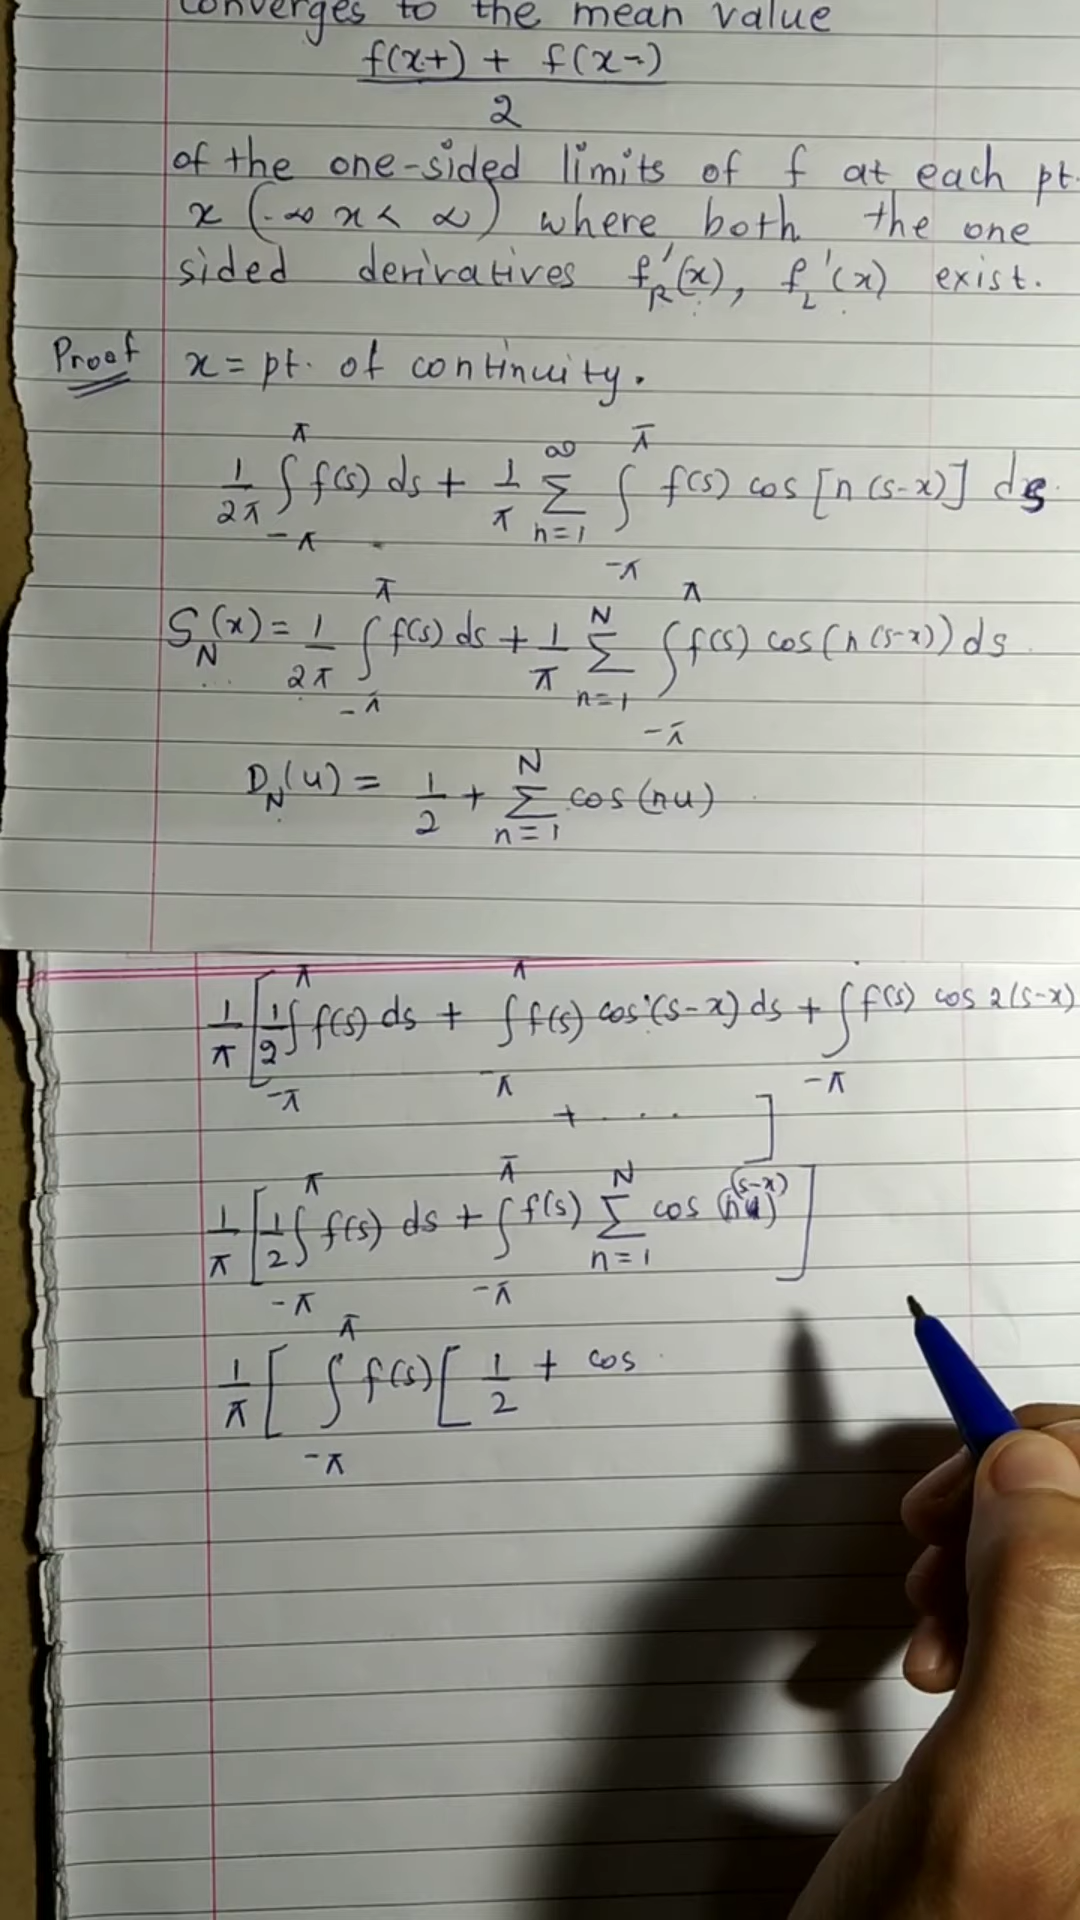 converges to the mean value
f(x+) + f(x-)
2
of the one-sided limits of f at each pt.
x (-∞ x < ∞) where both the one
sided derivatives f_R'(x), f_L'(x) exist.
Proof x = pt. of continuity.
1/2π ∫_{-π}^{π} f(s) ds + 1/π Σ_{n=1}^{∞} ∫_{-π}^{π} f(s) cos [n(s-x)] ds.
S_N(x) = 1/2π ∫_{-π}^{π} f(s) ds + 1/π Σ_{n=1}^{N} ∫_{-π}^{π} f(s) cos (n(s-x)) ds
D_N(u) = 1/2 + Σ_{n=1}^{N} cos (nu)
1/π [ 1/2 ∫_{-π}^{π} f(s) ds + ∫_{-π}^{π} f(s) cos (s-x) ds + ∫_{-π} f(s) cos 2(s-x)
+ . . . ]
1/π [ 1/2 ∫_{-π}^{π} f(s) ds + ∫_{-π}^{π} f(s) Σ_{n=1}^{N} cos (n(s-x)) ]
1/π [ ∫_{-π}^{π} f(s) [ 1/2 + cos